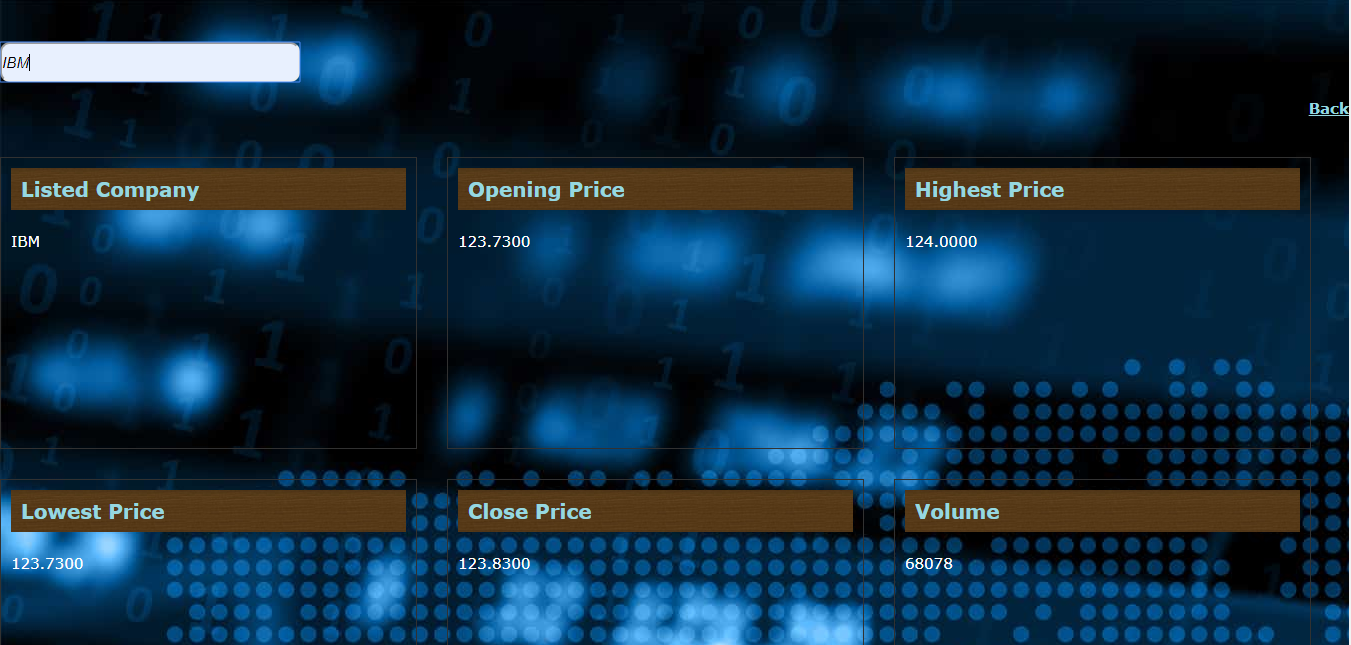 IBM
Back
Listed Company
Opening Price
Highest Price
IBM
123.7300
124.0000
Lowest Price
Close Price
Volume
123.7300
123.8300
68078